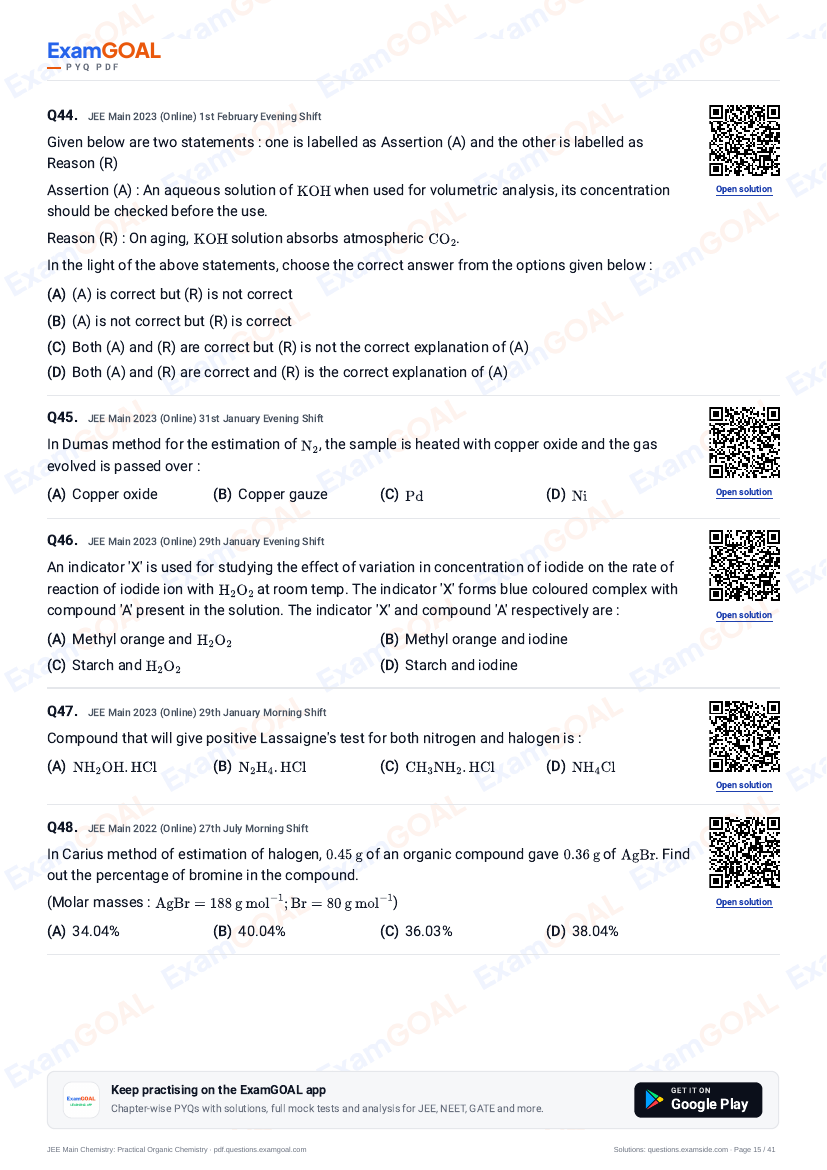 ExamGOAL
PYQ PDF
Q44. JEE Main 2023 (Online) 1st February Evening Shift
Given below are two statements : one is labelled as Assertion (A) and the other is labelled as
Reason (R)
Assertion (A) : An aqueous solution of KOH when used for volumetric analysis, its concentration
should be checked before the use.
Reason (R) : On aging, KOH solution absorbs atmospheric CO₂.
In the light of the above statements, choose the correct answer from the options given below :
(A) (A) is correct but (R) is not correct
(B) (A) is not correct but (R) is correct
(C) Both (A) and (R) are correct but (R) is not the correct explanation of (A)
(D) Both (A) and (R) are correct and (R) is the correct explanation of (A)
Open solution
Q45. JEE Main 2023 (Online) 31st January Evening Shift
In Dumas method for the estimation of N₂, the sample is heated with copper oxide and the gas
evolved is passed over :
(A) Copper oxide (B) Copper gauze (C) Pd (D) Ni
Open solution
Q46. JEE Main 2023 (Online) 29th January Evening Shift
An indicator 'X' is used for studying the effect of variation in concentration of iodide on the rate of
reaction of iodide ion with H₂O₂ at room temp. The indicator 'X' forms blue coloured complex with
compound 'A' present in the solution. The indicator 'X' and compound 'A' respectively are :
(A) Methyl orange and H₂O₂ (B) Methyl orange and iodine
(C) Starch and H₂O₂ (D) Starch and iodine
Open solution
Q47. JEE Main 2023 (Online) 29th January Morning Shift
Compound that will give positive Lassaigne's test for both nitrogen and halogen is :
(A) NH₂OH. HCl (B) N₂H₄. HCl (C) CH₃NH₂. HCl (D) NH₄Cl
Open solution
Q48. JEE Main 2022 (Online) 27th July Morning Shift
In Carius method of estimation of halogen, 0.45 g of an organic compound gave 0.36 g of AgBr. Find
out the percentage of bromine in the compound.
(Molar masses : AgBr = 188 g mol⁻¹; Br = 80 g mol⁻¹)
(A) 34.04% (B) 40.04% (C) 36.03% (D) 38.04%
Open solution
Keep practising on the ExamGOAL app
Chapter-wise PYQs with solutions, full mock tests and analysis for JEE, NEET, GATE and more.
GET IT ON
Google Play
JEE Main Chemistry: Practical Organic Chemistry · pdf.questions.examgoal.com
Solutions: questions.examside.com · Page 15 / 41